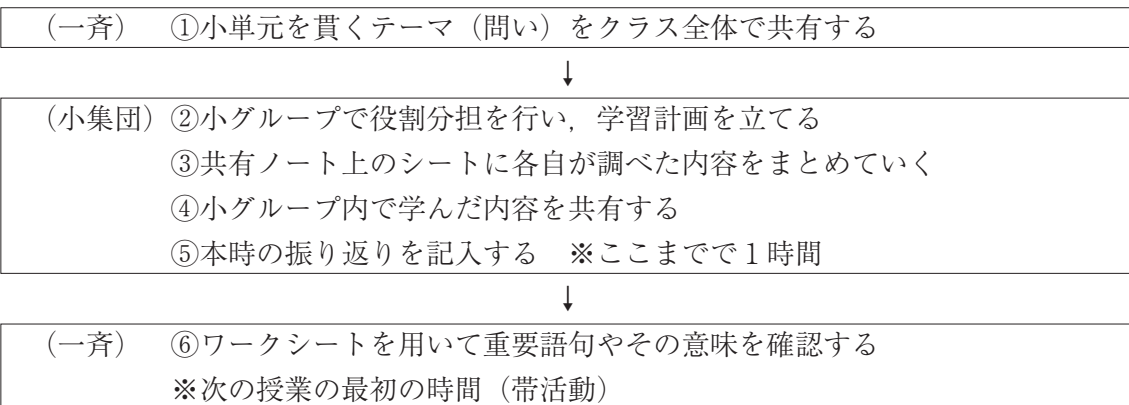 （一斉）　①小単元を貫くテーマ（問い）をクラス全体で共有する
↓
（小集団）②小グループで役割分担を行い，学習計画を立てる
③共有ノート上のシートに各自が調べた内容をまとめていく
④小グループ内で学んだ内容を共有する
⑤本時の振り返りを記入する　※ここまでで１時間
↓
（一斉）　⑥ワークシートを用いて重要語句やその意味を確認する
※次の授業の最初の時間（帯活動）